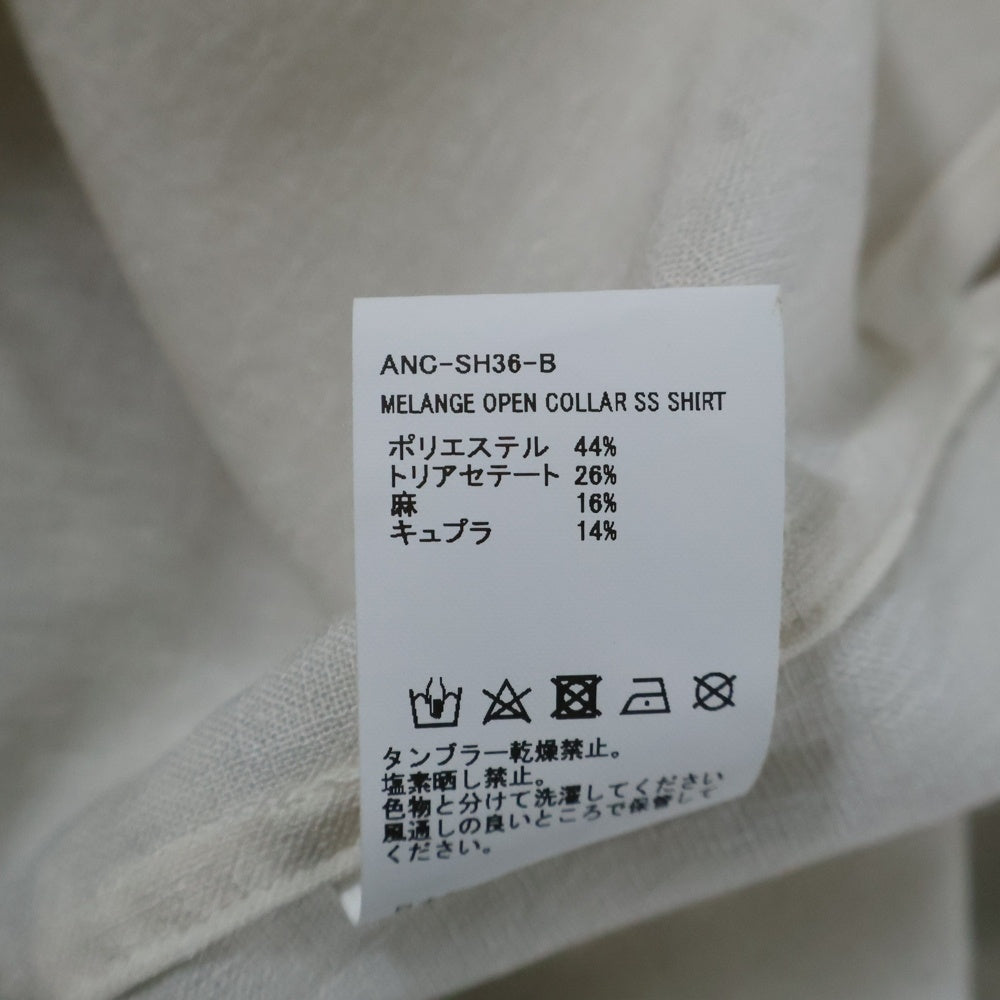 ANC-SH36-B
MELANGE OPEN COLLAR SS SHIRT
ポリエステル 44%
トリアセテート 26%
麻 16%
キュプラ 14%
タンブラー乾燥禁止。
塩素晒し禁止。
色物と分けて洗濯してください
風通しの良いところで保管して
ください。